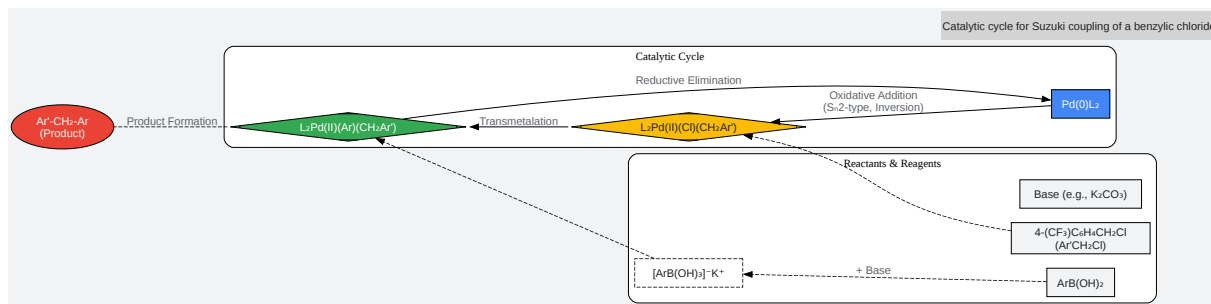 Catalytic cycle for Suzuki coupling of a benzylic chloride
Catalytic Cycle
Reductive Elimination
Oxidative Addition
(Sₙ2-type, Inversion)
Pd(0)L₂
Ar'-CH₂-Ar
(Product)
Product Formation
L₂Pd(II)(Ar)(CH₂Ar')
Transmetalation
L₂Pd(II)(Cl)(CH₂Ar')
Reactants & Reagents
Base (e.g., K₂CO₃)
4-(CF₃)C₆H₄CH₂Cl
(Ar'CH₂Cl)
[ArB(OH)₃]⁻K⁺
+ Base
ArB(OH)₂